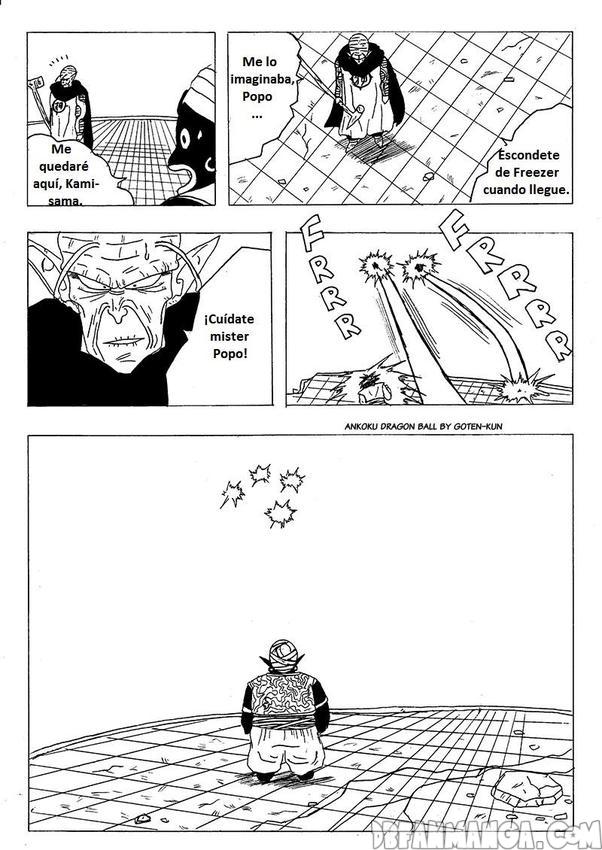 Me
quedaré
aquí, Kami-
sama.
Me lo
imaginaba,
Popo
...
Escondete
de Freezer
cuando llegue.
¡Cuídate
mister
Popo!
FRRRR
FRRRRR
ANKOKU DRAGON BALL BY GOTEN-KUN
DBFANMANGA.COM